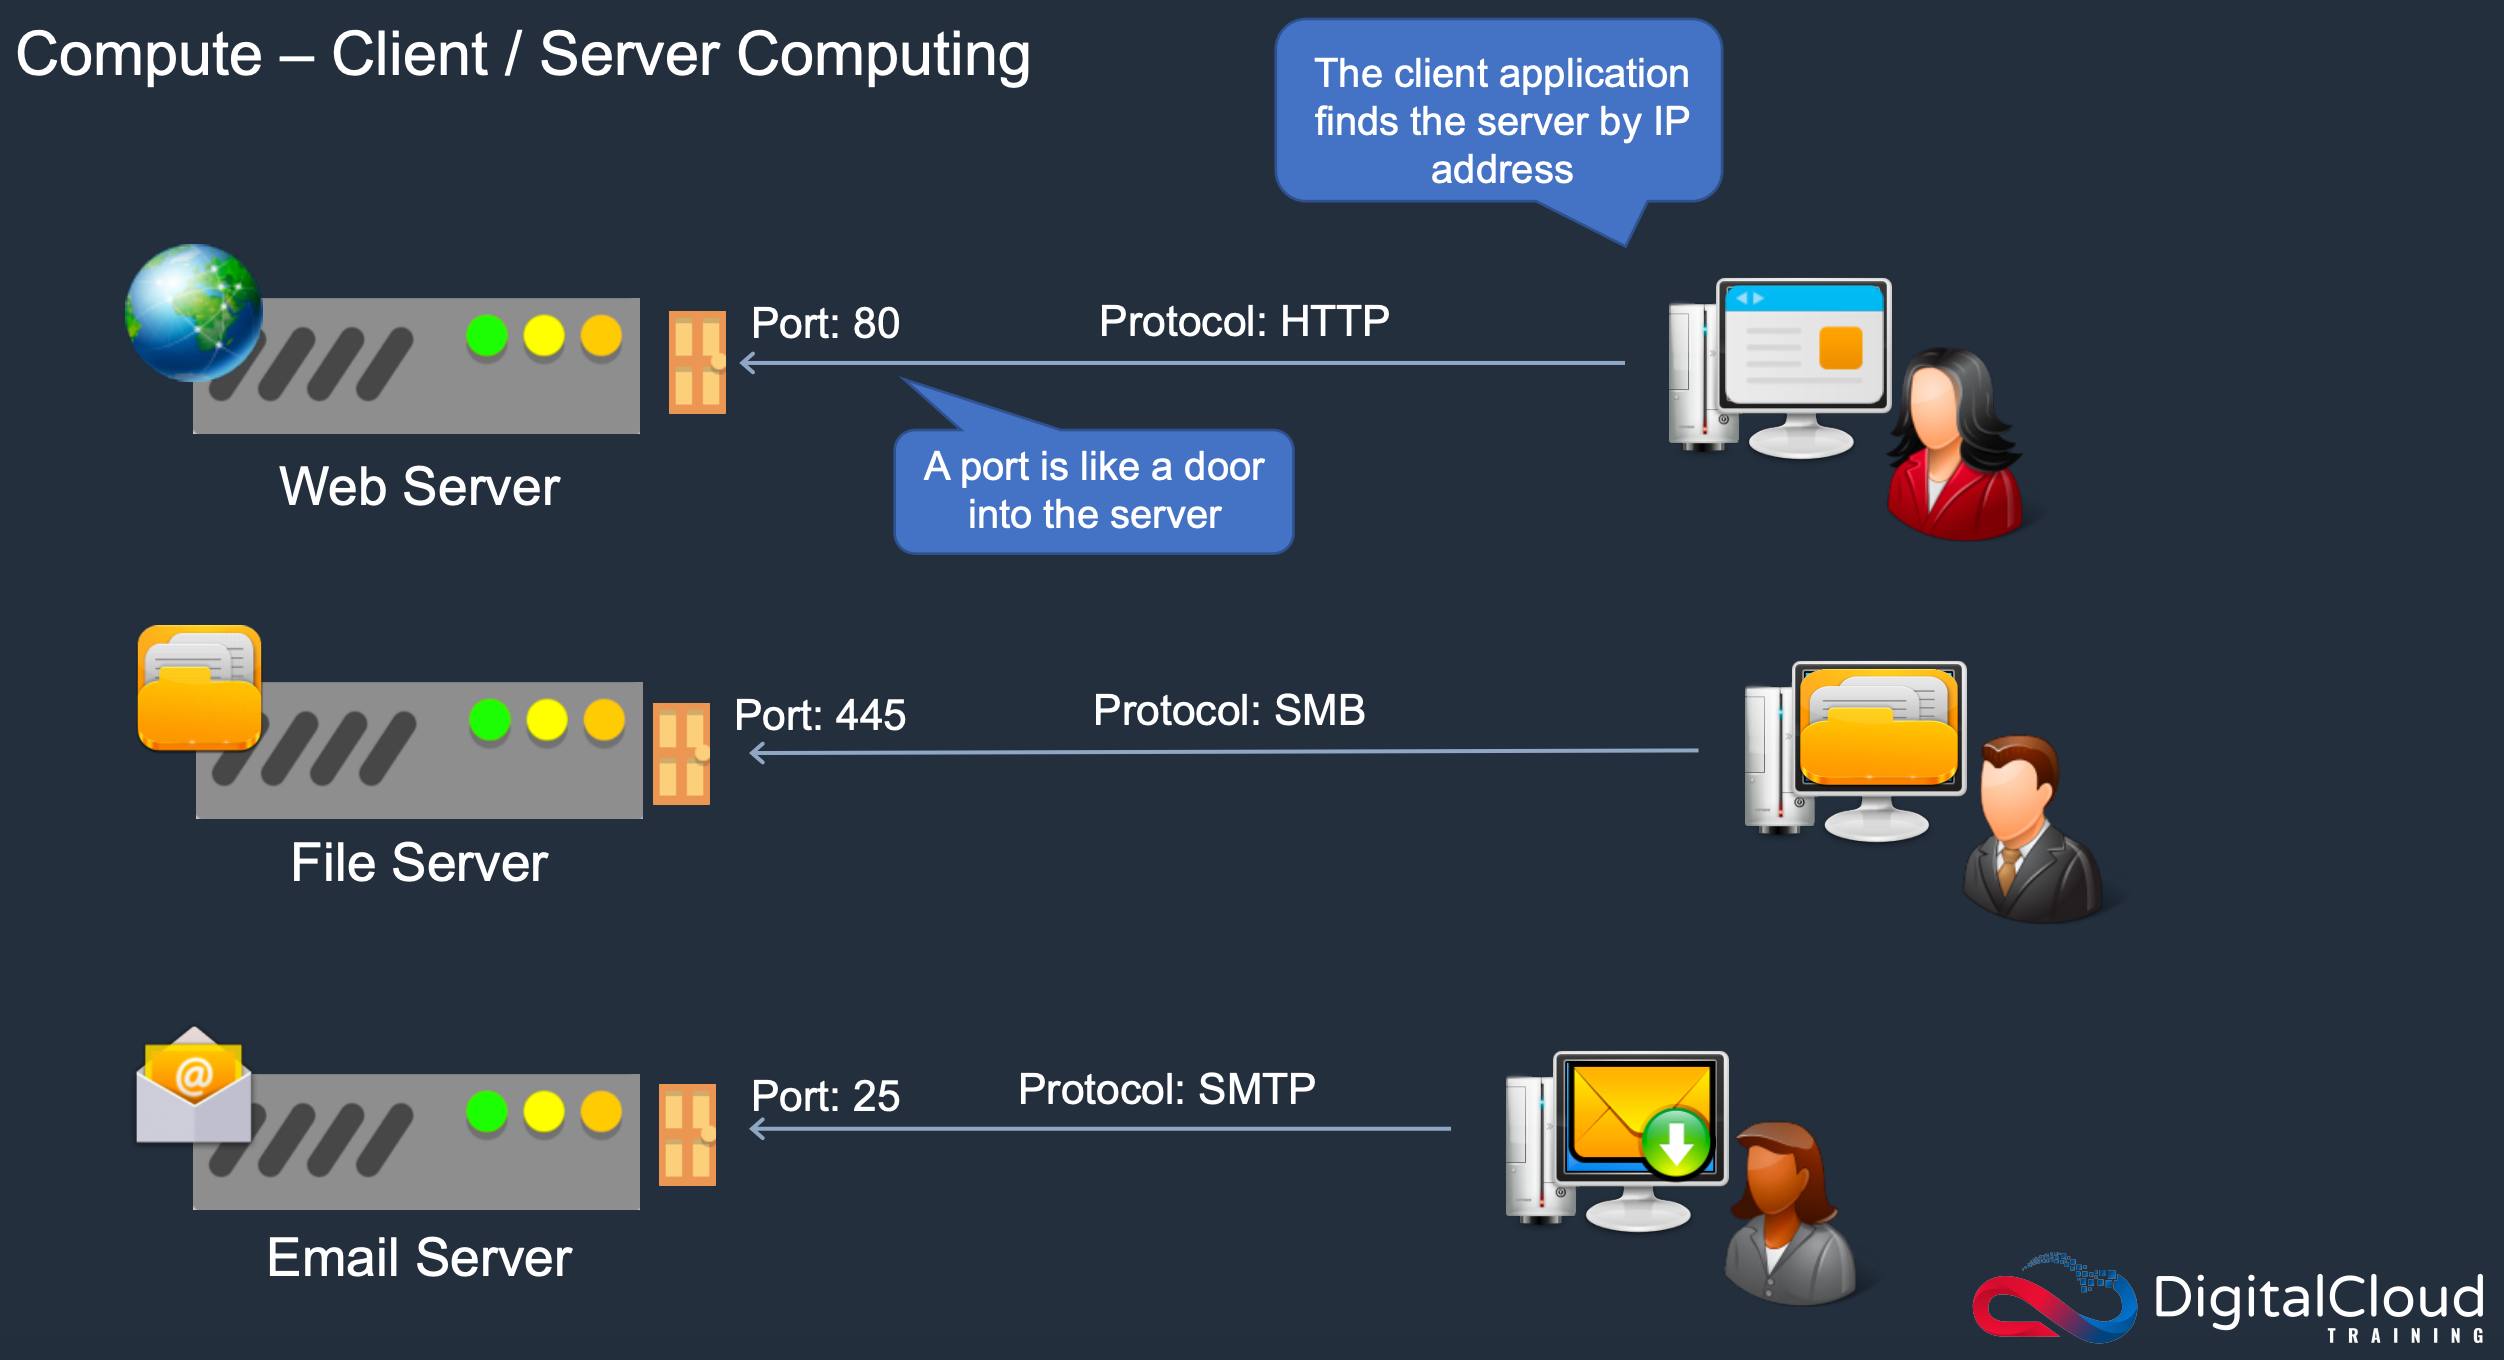 Compute – Client / Server Computing
The client application
finds the server by IP
address
Port: 80
Protocol: HTTP
A port is like a door
into the server
Web Server
Port: 445
Protocol: SMB
File Server
@
Port: 25
Protocol: SMTP
Email Server
DigitalCloud
TRAINING